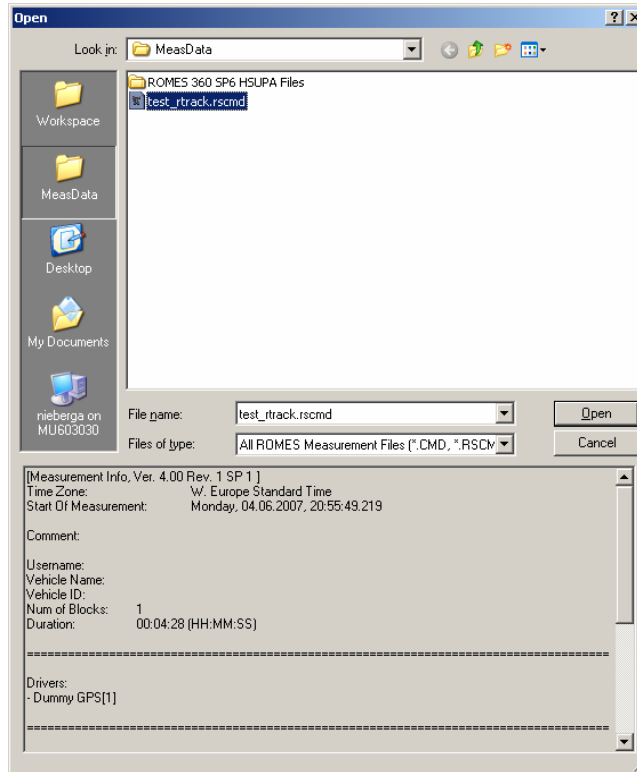 Open
Look in: MeasData
ROMES 360 SP6 HSUPA Files
test_rtrack.rscmd
Workspace
MeasData
Desktop
My Documents
nieberga on
MU603030
File name: test_rtrack.rscmd Open
Files of type: All ROMES Measurement Files (*.CMD, *.RSCM Cancel
[Measurement Info, Ver. 4.00 Rev. 1 SP 1 ]
Time Zone: W. Europe Standard Time
Start Of Measurement: Monday, 04.06.2007, 20:55:49.219
Comment:
Username:
Vehicle Name:
Vehicle ID:
Num of Blocks: 1
Duration: 00:04:28 (HH:MM:SS)
Drivers:
- Dummy GPS[1]